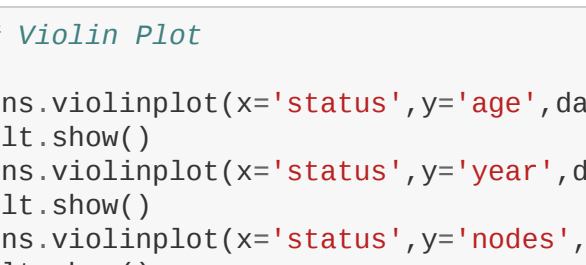 Violin Plot
ns.violinplot(x='status',y='age',da
lt.show()
ns.violinplot(x='status',y='year',d
lt.show()
ns.violinplot(x='status',y='nodes',